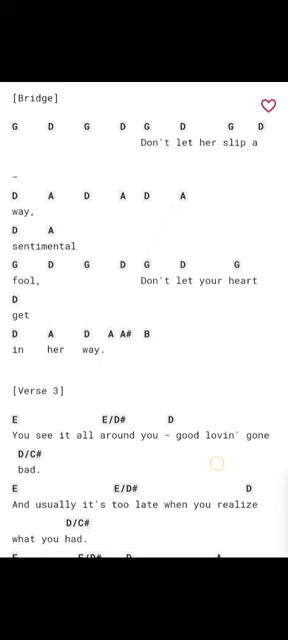 [Bridge]
G D G D G D G D
Don't let her slip a
–
D A D A D A
way,
D A
sentimental
G D G D G D G
fool, Don't let your heart
D
get
D A D A A# B
in her way.
[Verse 3]
E E/D# D
You see it all around you – good lovin' gone
D/C#
bad.
E E/D# D
And usually it's too late when you realize
D/C#
what you had.
E E/D# D A